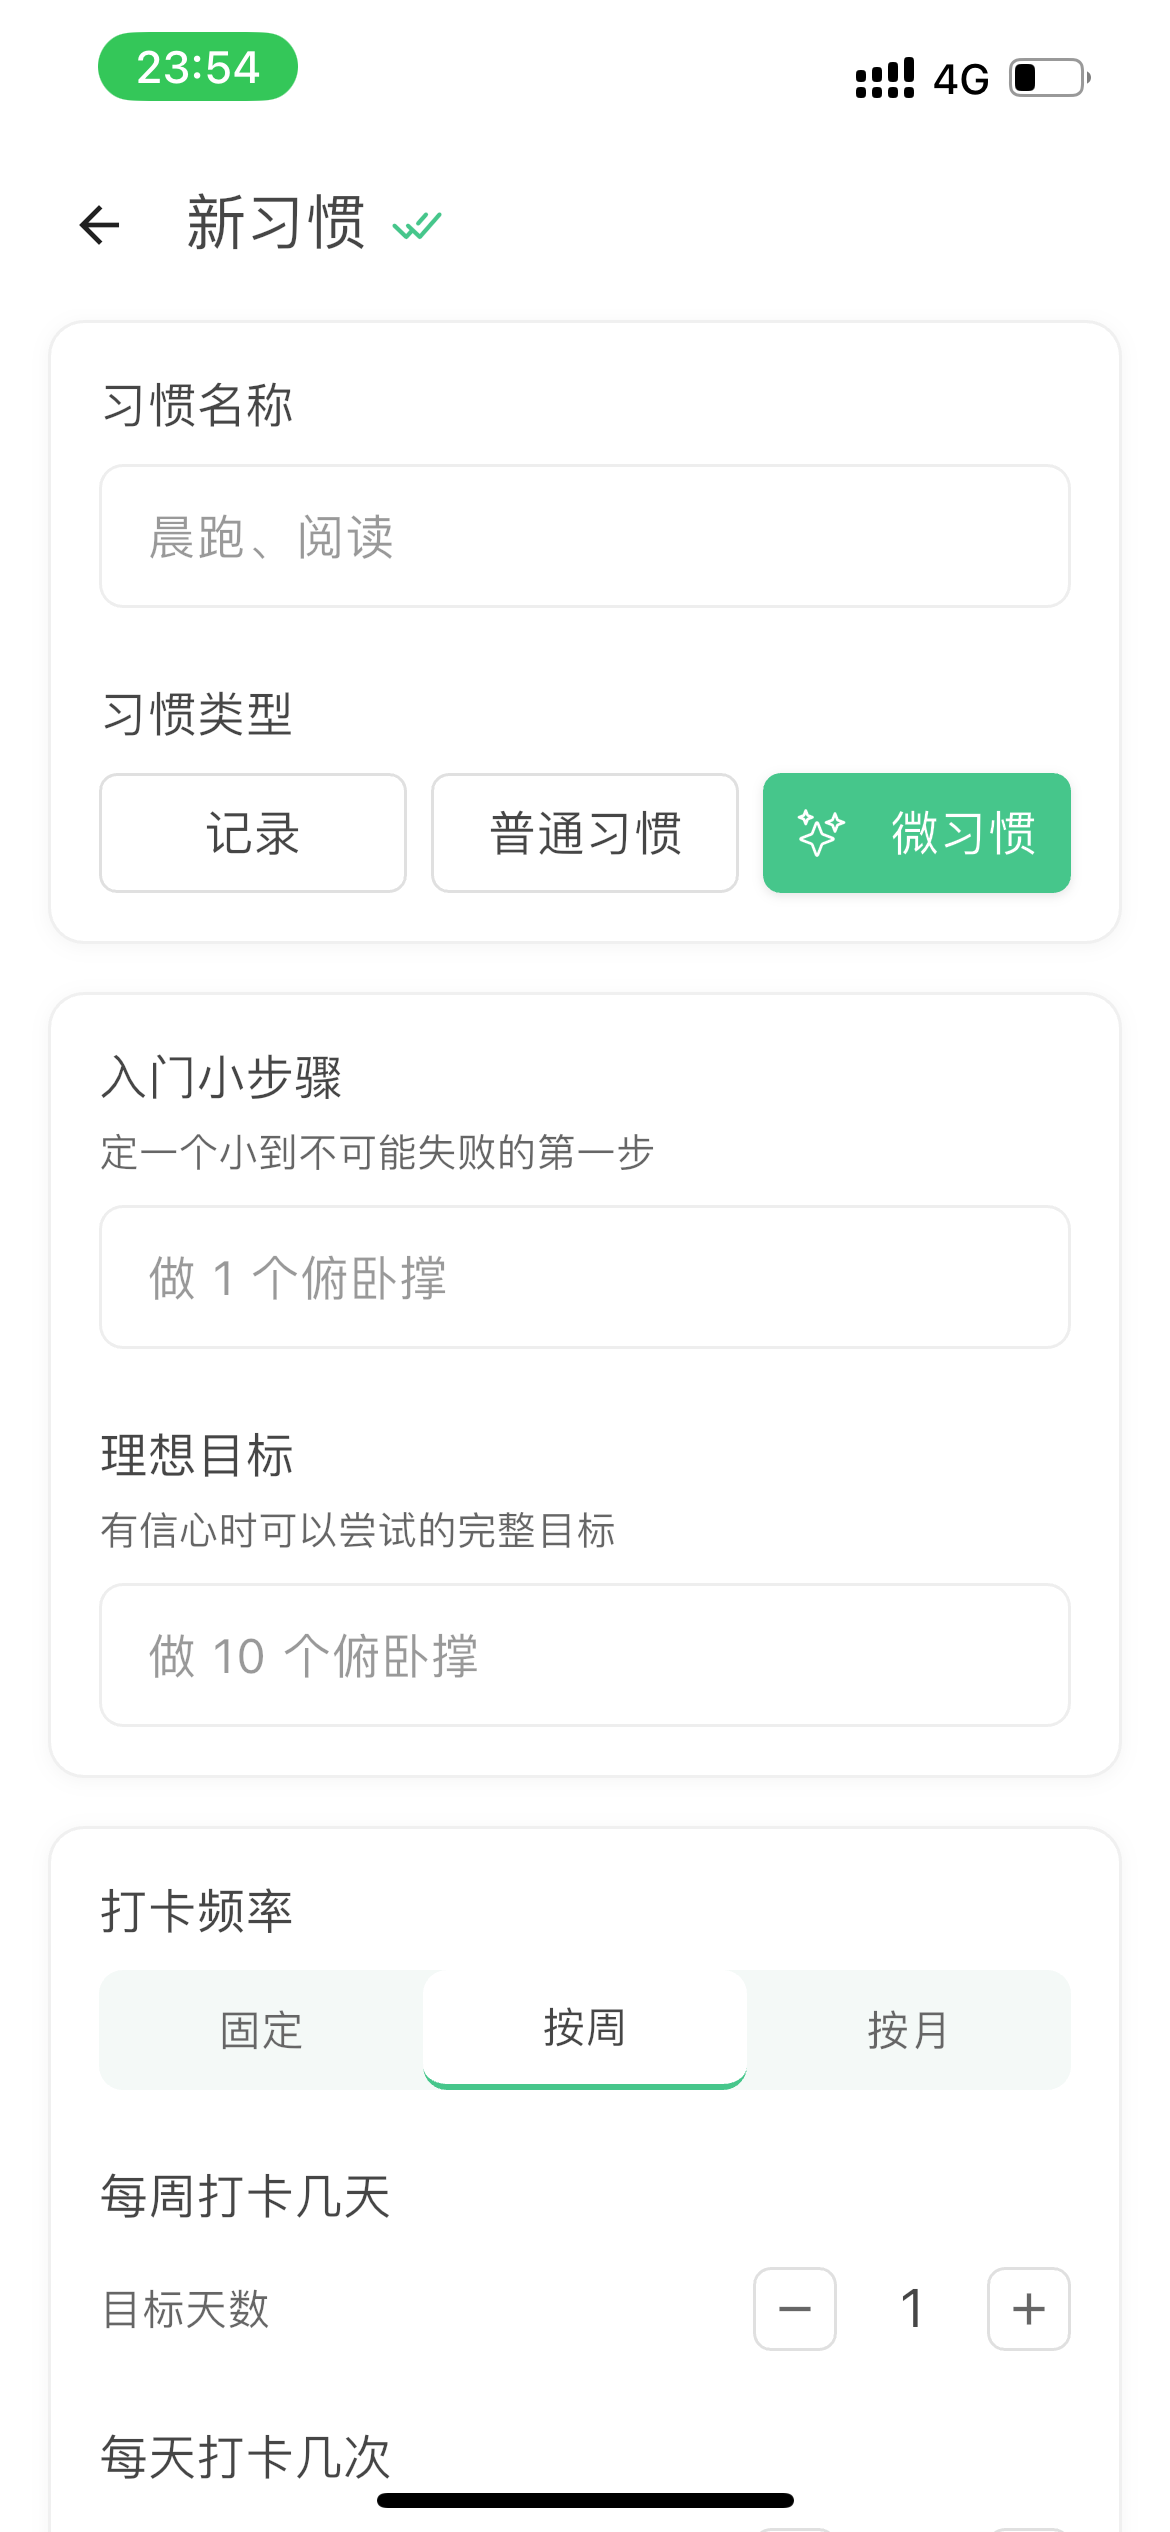 23:54
4G
新习惯
习惯名称
晨跑、阅读
习惯类型
记录 普通习惯 微习惯
入门小步骤
定一个小到不可能失败的第一步
做 1 个俯卧撑
理想目标
有信心时可以尝试的完整目标
做 10 个俯卧撑
打卡频率
固定 按周 按月
每周打卡几天
目标天数 − 1 +
每天打卡几次